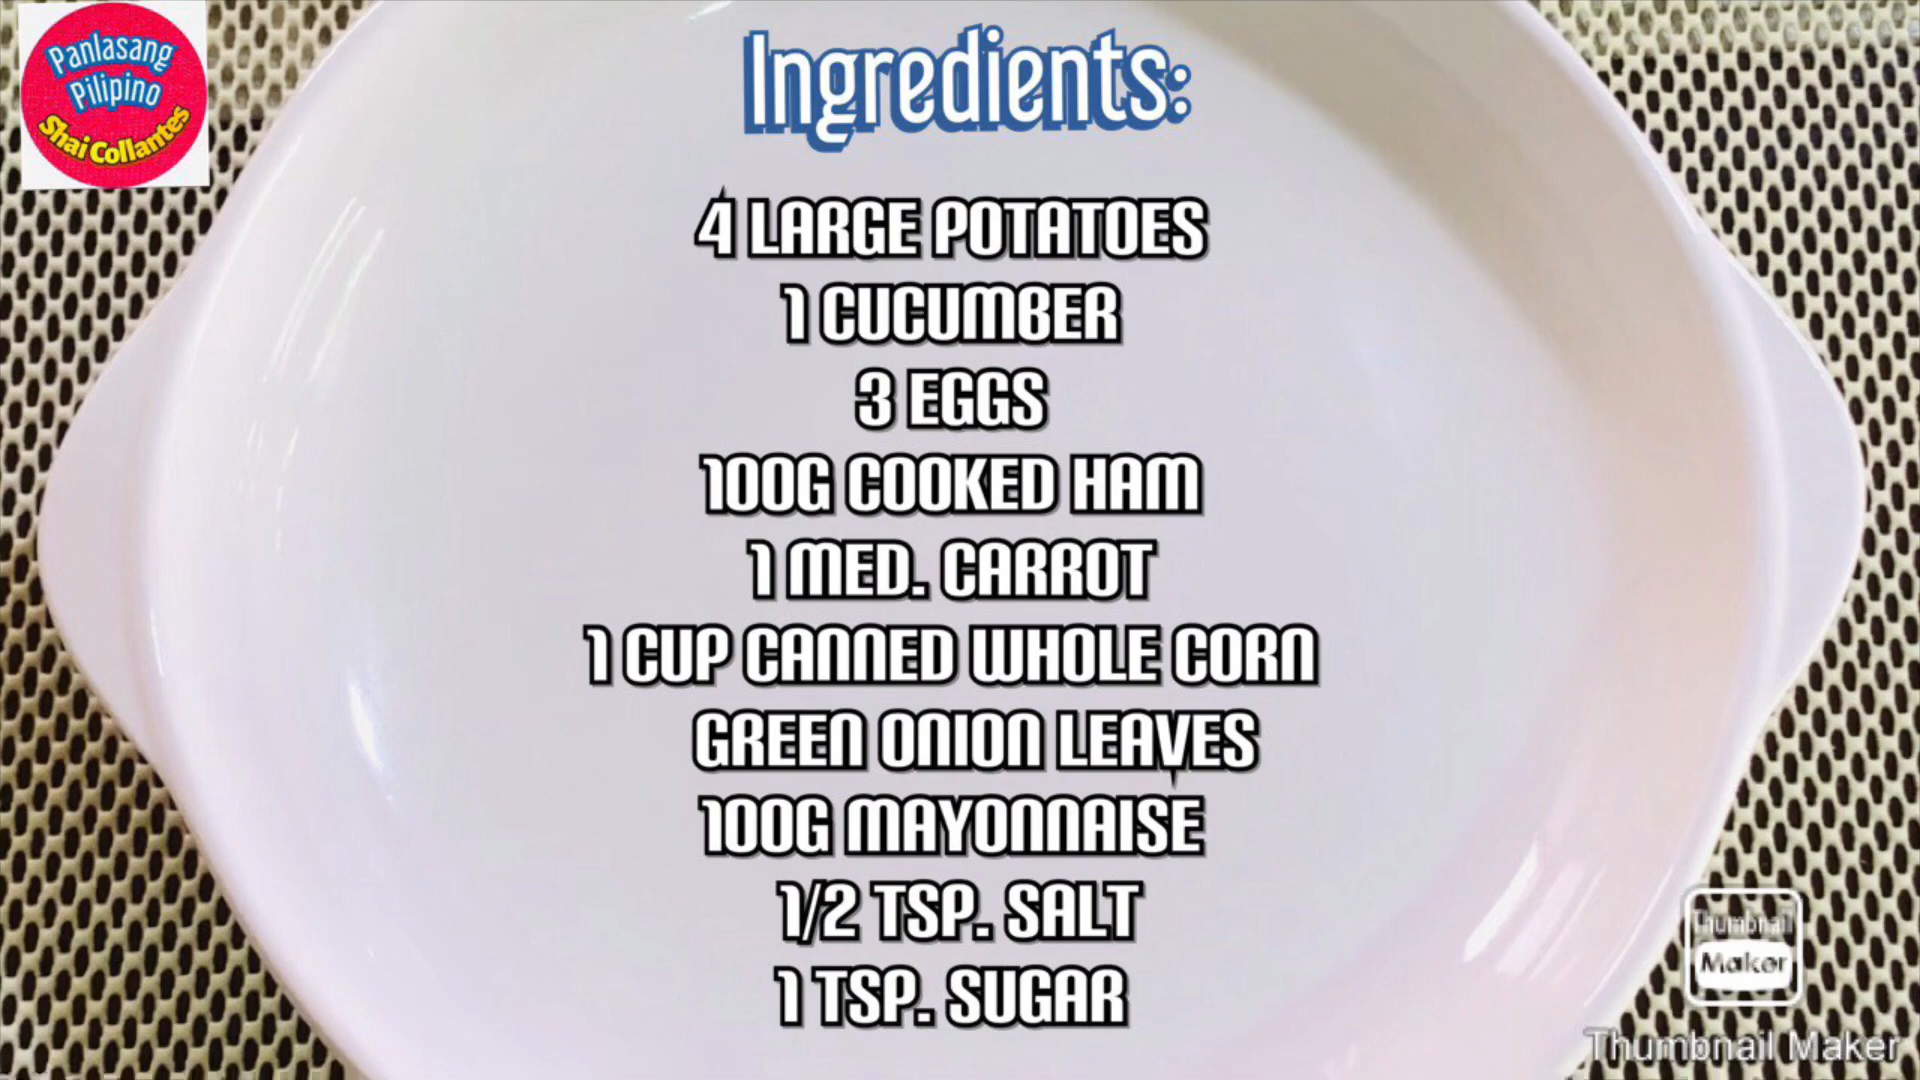 Panlasang
Pilipino
Shai Collantes
Ingredients:
4 LARGE POTATOES
1 CUCUMBER
3 EGGS
100G COOKED HAM
1 MED. CARROT
1 CUP CANNED WHOLE CORN
GREEN ONION LEAVES
100G MAYONNAISE
1/2 TSP. SALT
1 TSP. SUGAR
Thumbnail
Maker
Thumbnail Maker